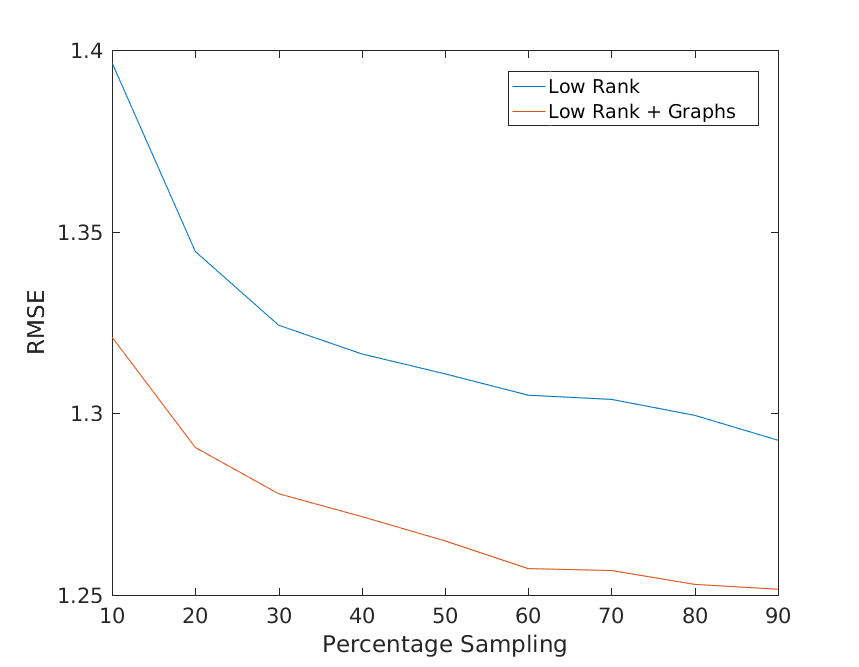 1.4
1.35
1.3
1.25
RMSE
Low Rank
Low Rank + Graphs
10 20 30 40 50 60 70 80 90
Percentage Sampling